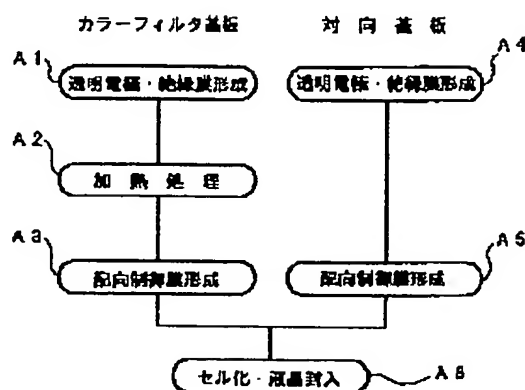 カラーフィルタ基板
対向基板
A1
透明電極・絶縁膜形成
A4
透明電極・絶縁膜形成
A2
加熱処理
A3
配向制御膜形成
A5
配向制御膜形成
A6
セル化・液晶封入